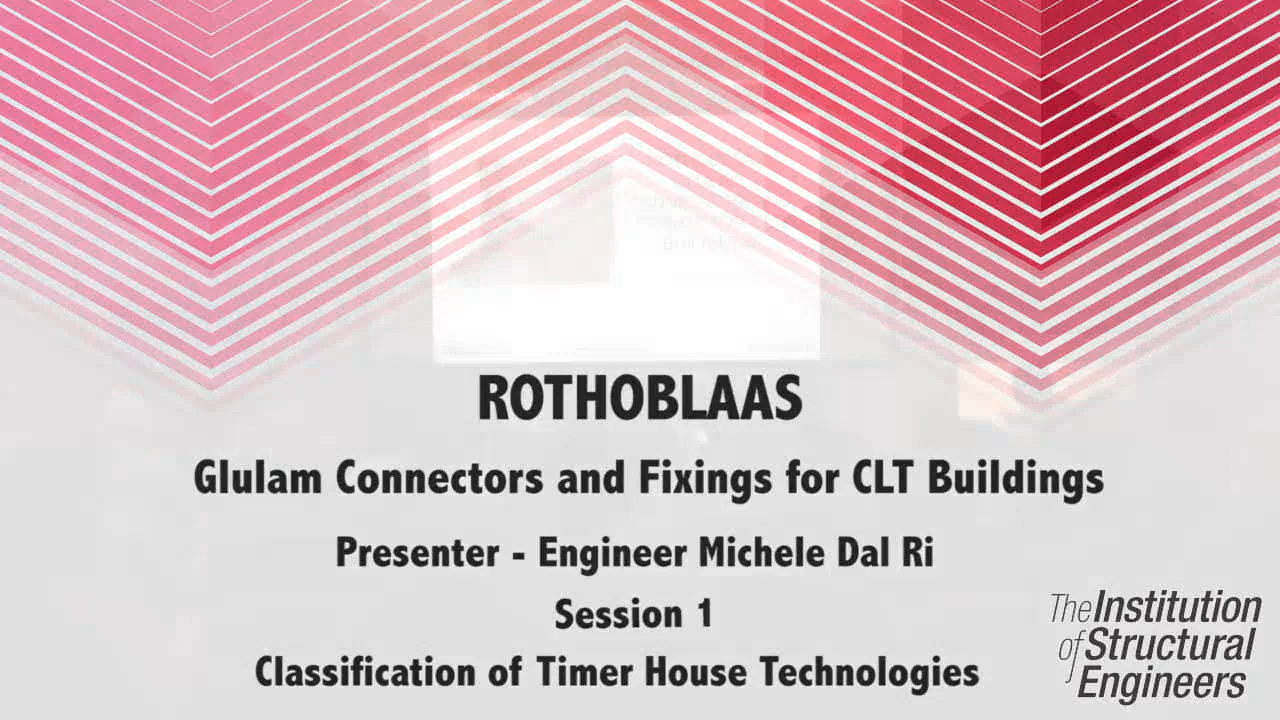 ROTHOBLAAS
Glulam Connectors and Fixings for CLT Buildings
Presenter - Engineer Michele Dal Ri
Session 1
Classification of Timer House Technologies
The Institution
of Structural
Engineers